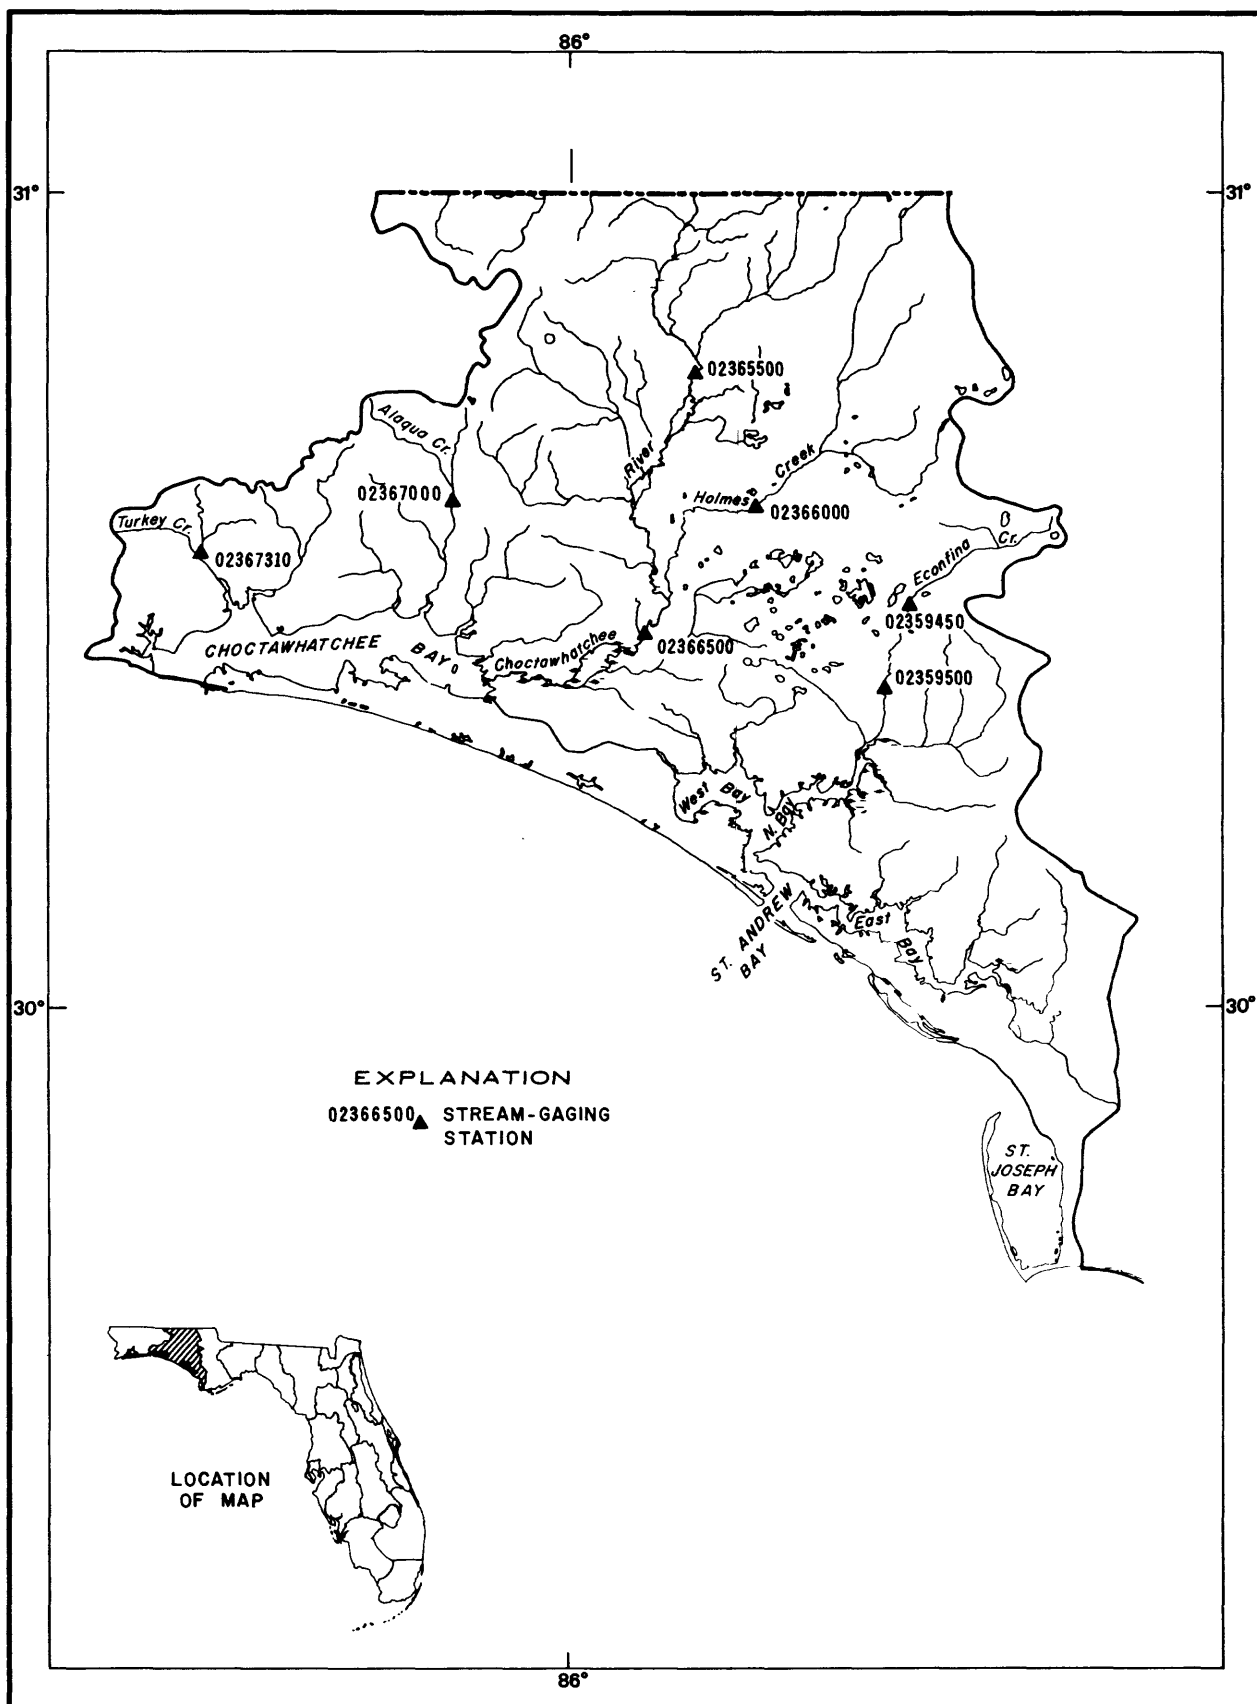 86°
31°
31°
02365500
Alaqua Cr.
River
Creek
Holmes
02367000
02366000
Turkey Cr.
02367310
Econfina
Cr.
02359450
CHOCTAWHATCHEE
BAY
Choctawhatchee
02366500
02359500
West Bay
N. Bay
ST. ANDREW
BAY
East
Bay
30°
30°
EXPLANATION
02366500 STREAM-GAGING
STATION
ST.
JOSEPH
BAY
LOCATION
OF MAP
86°